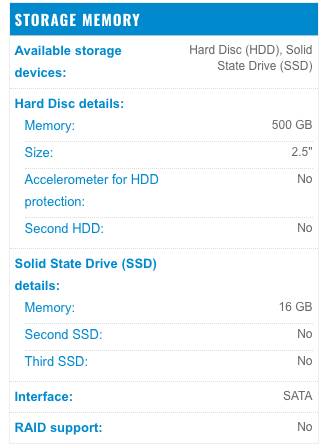 STORAGE MEMORY
Available storage devices: Hard Disc (HDD), Solid State Drive (SSD)
Hard Disc details:
Memory: 500 GB
Size: 2.5"
Accelerometer for HDD protection: No
Second HDD: No
Solid State Drive (SSD) details:
Memory: 16 GB
Second SSD: No
Third SSD: No
Interface: SATA
RAID support: No